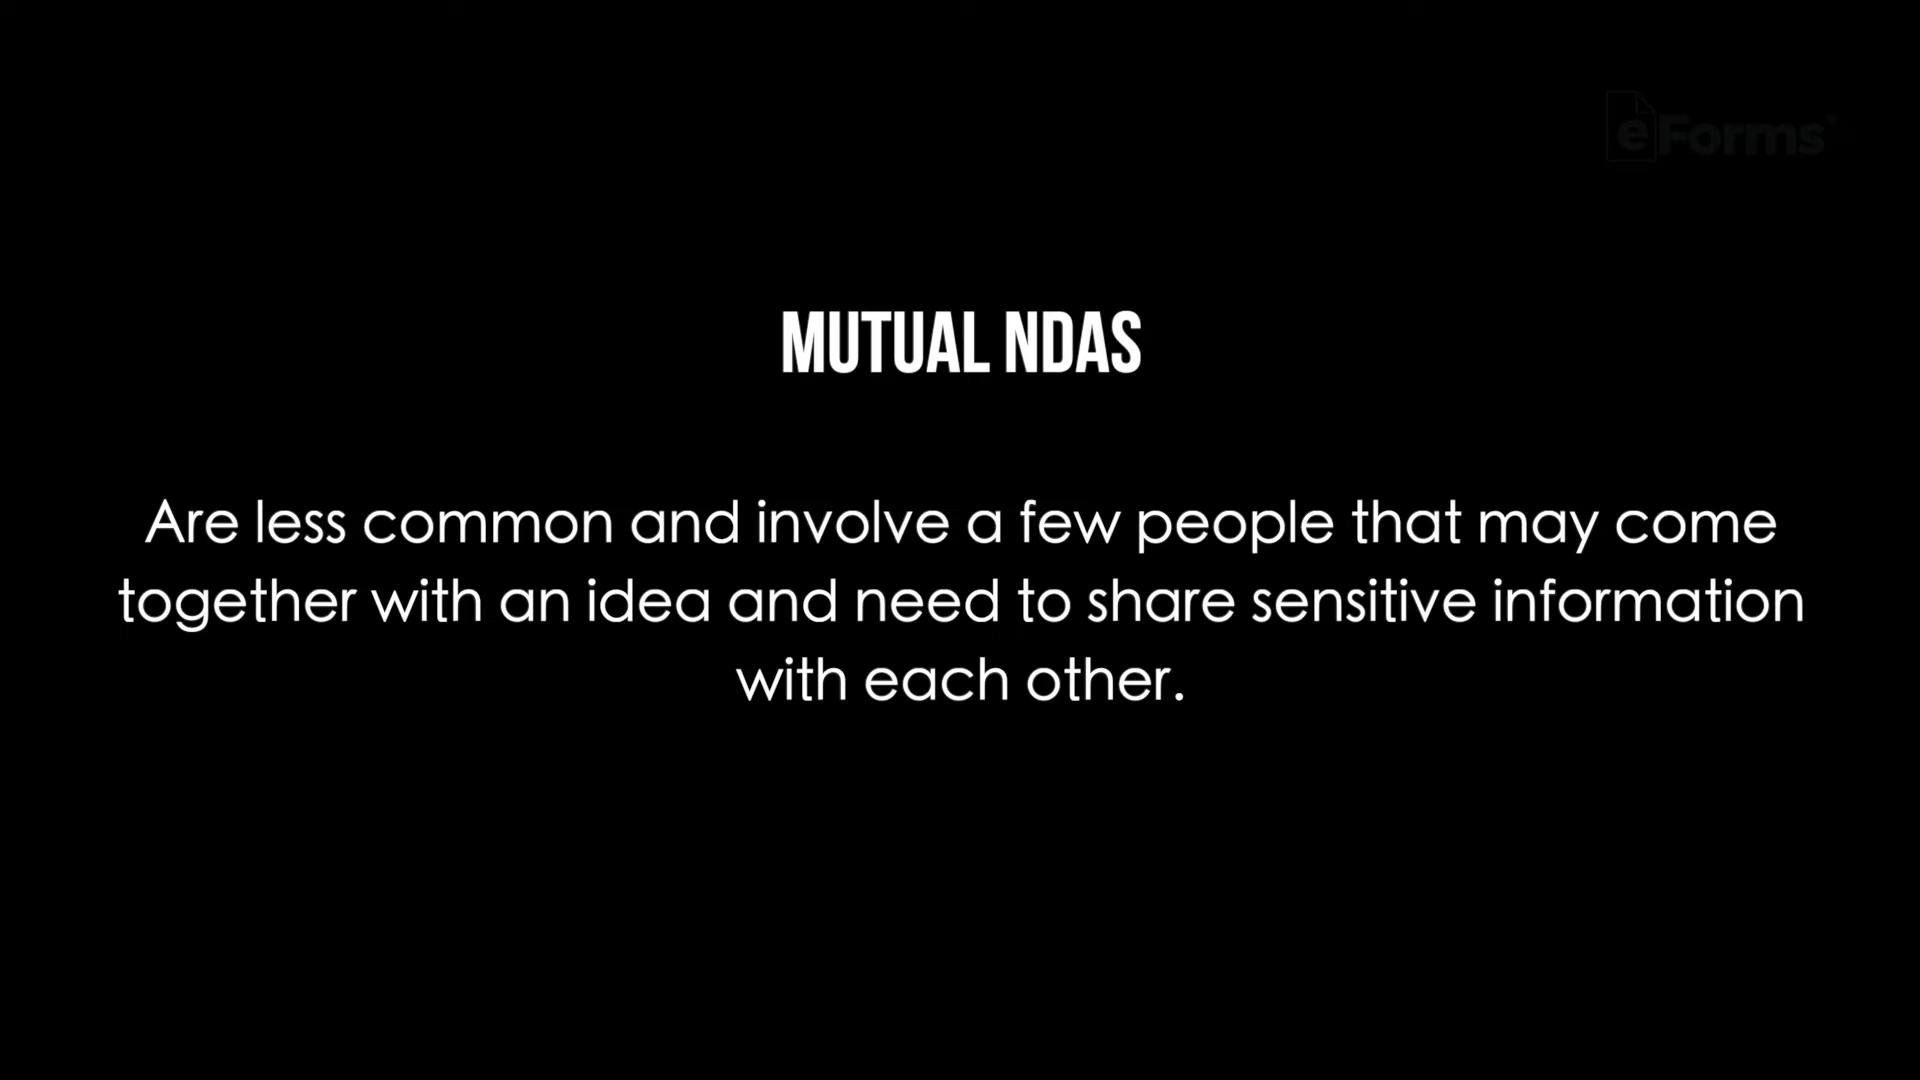 eForms
MUTUAL NDAS
Are less common and involve a few people that may come
together with an idea and need to share sensitive information
with each other.